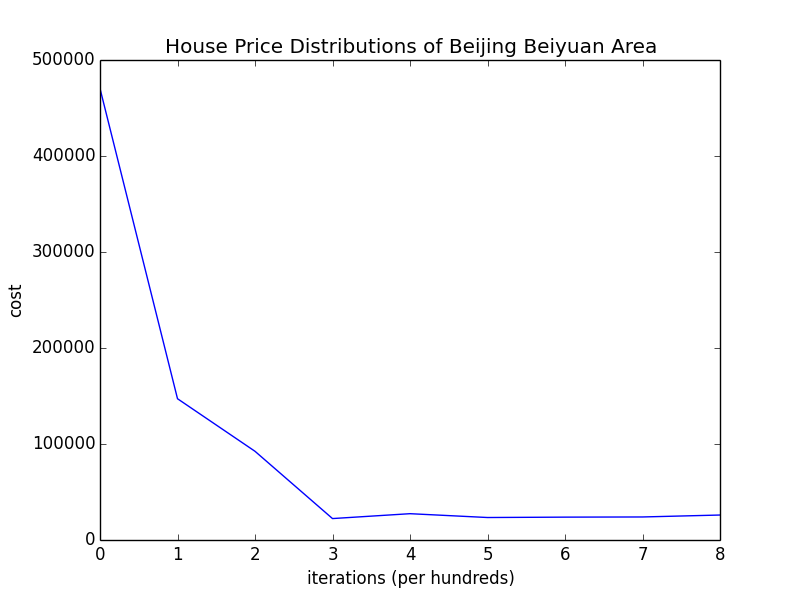 House Price Distributions of Beijing Beiyuan Area
500000
400000
300000
200000
100000
0
cost
0 1 2 3 4 5 6 7 8
iterations (per hundreds)